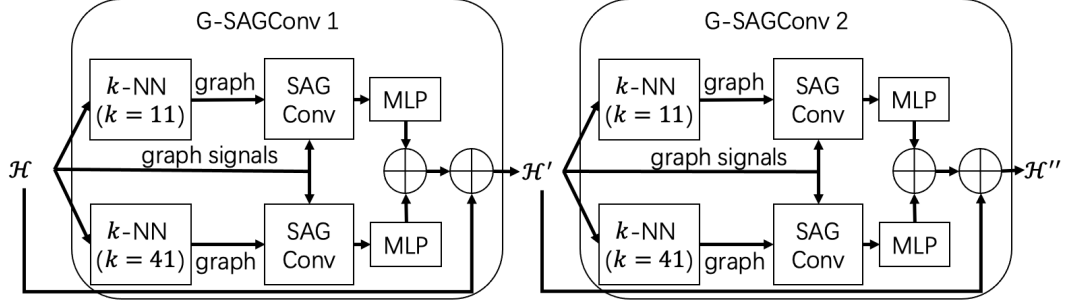 G-SAGConv 1
k-NN
(k = 11)
graph
SAG
Conv
MLP
ℋ
graph signals
k-NN
(k = 41)
graph
SAG
Conv
MLP
ℋ′
G-SAGConv 2
k-NN
(k = 11)
graph
SAG
Conv
MLP
graph signals
k-NN
(k = 41)
graph
SAG
Conv
MLP
ℋ′′